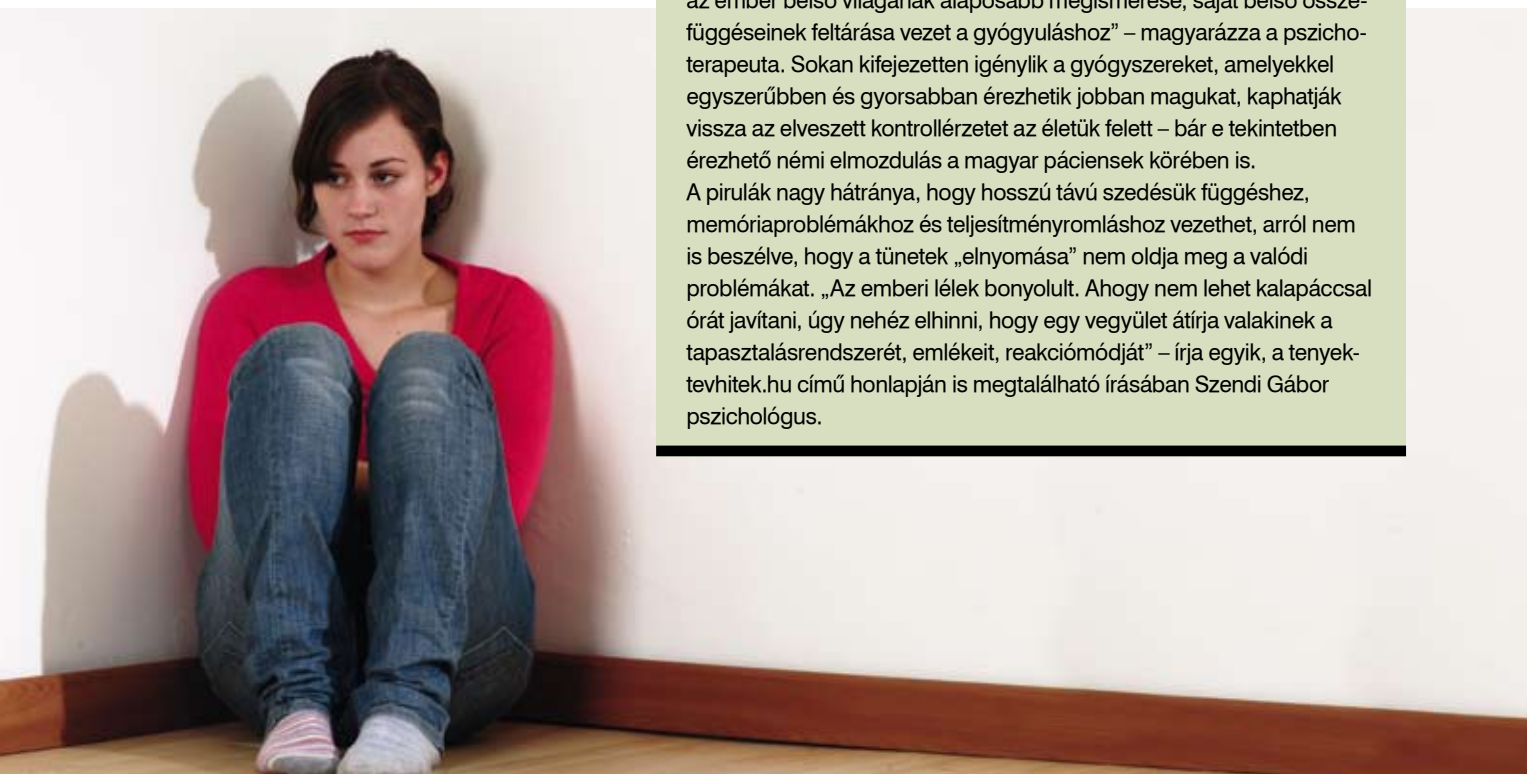 az ember belső világának alaposabb megismerése, saját belső össze-
függéseinek feltárása vezet a gyógyuláshoz” – magyarázza a pszicho-
terapeuta. Sokan kifejezetten igénylik a gyógyszereket, amelyekkel
egyszerűbben és gyorsabban érezhetik jobban magukat, kaphatják
vissza az elveszett kontrollérzetet az életük felett – bár e tekintetben
érezhető némi elmozdulás a magyar páciensek körében is.
A pirulák nagy hátránya, hogy hosszú távú szedésük függéshez,
memóriaproblémákhoz és teljesítményromláshoz vezethet, arról nem
is beszélve, hogy a tünetek „elnyomása” nem oldja meg a valódi
problémákat. „Az emberi lélek bonyolult. Ahogy nem lehet kalapáccsal
órát javítani, úgy nehéz elhinni, hogy egy vegyület átírja valakinek a
tapasztalásrendszerét, emlékeit, reakciómódját” – írja egyik, a tenyek-
tevhitek.hu című honlapján is megtalálható írásában Szendi Gábor
pszichológus.